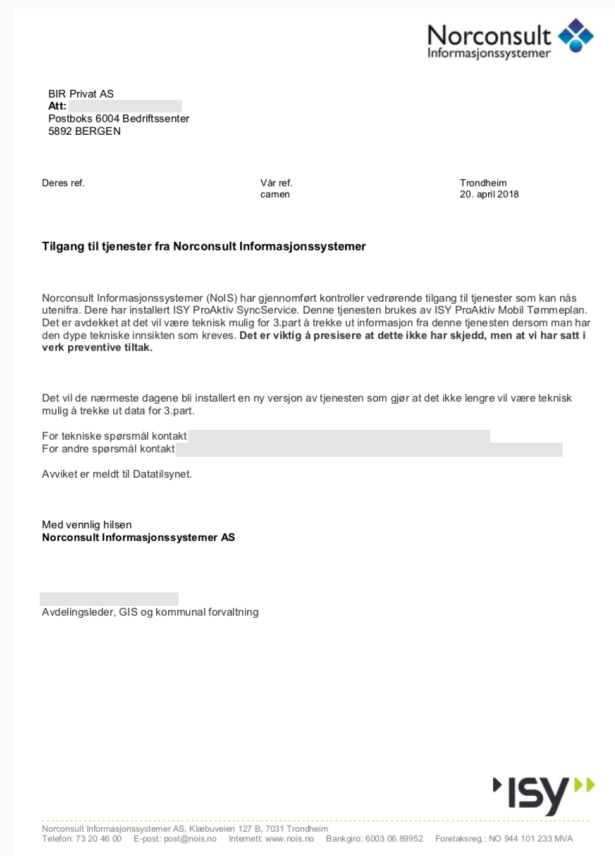 Norconsult
Informasjonssystemer
BIR Privat AS
Att:
Postboks 6004 Bedriftssenter
5892 BERGEN
Deres ref.
Vår ref.
camen
Trondheim
20. april 2018
Tilgang til tjenester fra Norconsult Informasjonssystemer
Norconsult Informasjonssystemer (NoIS) har gjennomført kontroller vedrørende tilgang til tjenester som kan nås
utenifra. Dere har installert ISY ProAktiv SyncService. Denne tjenesten brukes av ISY ProAktiv Mobil Tømmeplan.
Det er avdekket at det vil være teknisk mulig for 3.part å trekke ut informasjon fra denne tjenesten dersom man har
den dype tekniske innsikten som kreves. Det er viktig å presisere at dette ikke har skjedd, men at vi har satt i
verk preventive tiltak.
Det vil de nærmeste dagene bli installert en ny versjon av tjenesten som gjør at det ikke lengre vil være teknisk
mulig å trekke ut data for 3.part.
For tekniske spørsmål kontakt
For andre spørsmål kontakt
Avviket er meldt til Datatilsynet.
Med vennlig hilsen
Norconsult Informasjonssystemer AS
Avdelingsleder, GIS og kommunal forvaltning
ISY
Norconsult Informasjonssystemer AS, Klæbuveien 127 B, 7031 Trondheim
Telefon: 73 20 46 00 E-post: post@nois.no Internett: www.nois.no Bankgiro: 6003.06.89952 Foretaksreg.: NO 944 101 233 MVA